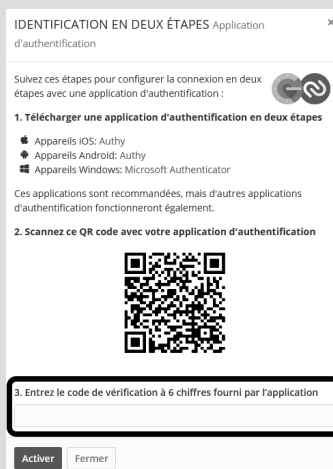 IDENTIFICATION EN DEUX ÉTAPES Application
d'authentification
Suivez ces étapes pour configurer la connexion en deux
étapes avec une application d'authentification :
1. Télécharger une application d'authentification en deux étapes
Appareils iOS: Authy
Appareils Android: Authy
Appareils Windows: Microsoft Authenticator
Ces applications sont recommandées, mais d'autres applications
d'authentification fonctionneront également.
2. Scannez ce QR code avec votre application d'authentification
3. Entrez le code de vérification à 6 chiffres fourni par l'application
Activer Fermer